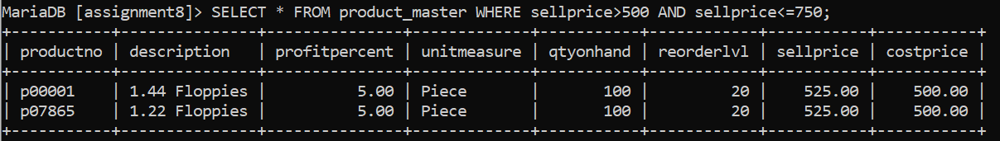 MariaDB [assignment8]> SELECT * FROM product_master WHERE sellprice>500 AND sellprice<=750;
+-----------+---------------+---------------+-------------+-----------+------------+-----------+-----------+
| productno | description   | profitpercent | unitmeasure | qtyonhand | reorderlvl | sellprice | costprice |
+-----------+---------------+---------------+-------------+-----------+------------+-----------+-----------+
| p00001    | 1.44 Floppies |          5.00 | Piece       |       100 |         20 |    525.00 |    500.00 |
| p07865    | 1.22 Floppies |          5.00 | Piece       |       100 |         20 |    525.00 |    500.00 |
+-----------+---------------+---------------+-------------+-----------+------------+-----------+-----------+